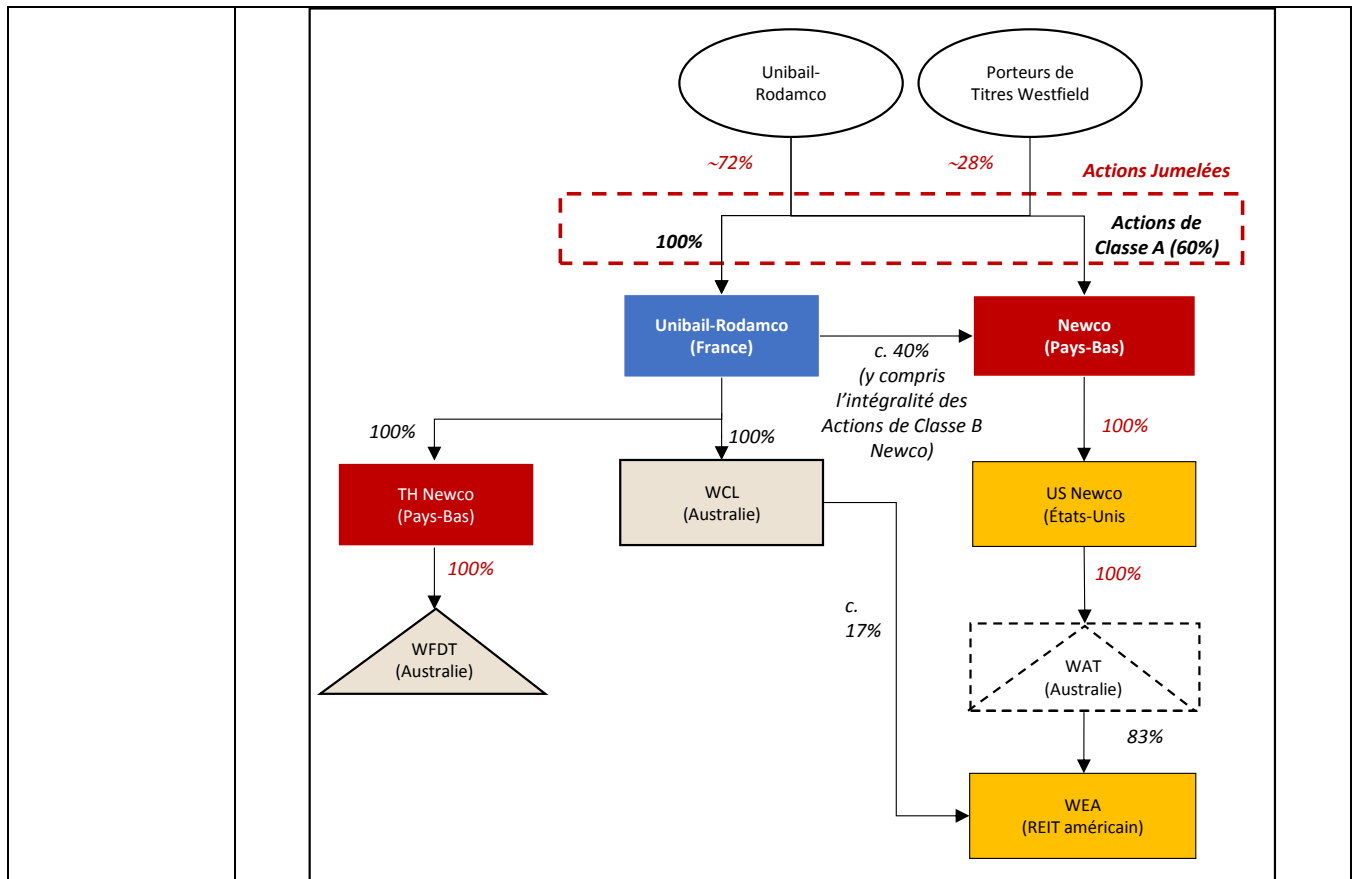 Unibail-
Rodamco
Porteurs de
Titres Westfield
~72%
~28%
Actions Jumelées
100%
Actions de
Classe A (60%)
Unibail-Rodamco
(France)
Newco
(Pays-Bas)
c. 40%
(y compris
l’intégralité des
Actions de Classe B
Newco)
100%
100%
100%
TH Newco
(Pays-Bas)
WCL
(Australie)
US Newco
(États-Unis
100%
100%
c.
17%
WFDT
(Australie)
WAT
(Australie)
83%
WEA
(REIT américain)